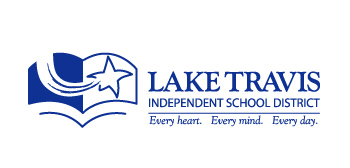 LAKE TRAVIS
INDEPENDENT SCHOOL DISTRICT
Every heart. Every mind. Every day.